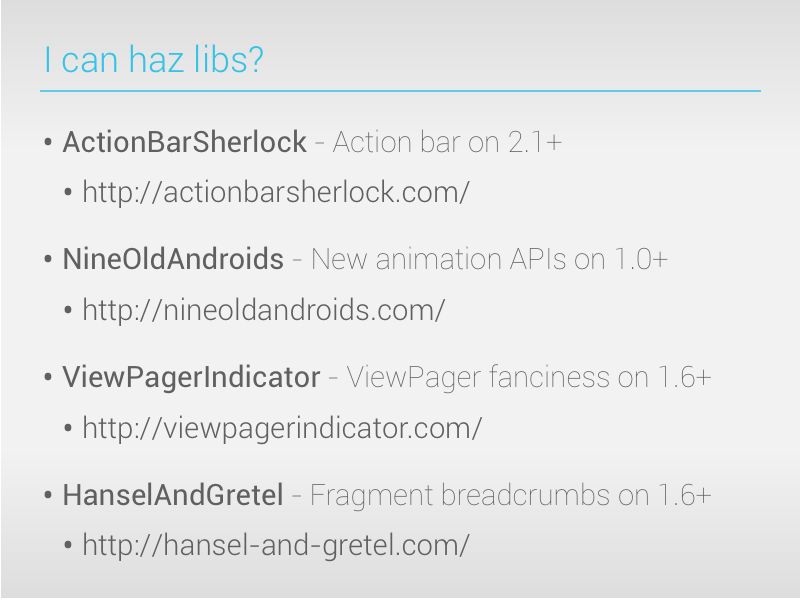 I can haz libs?
• ActionBarSherlock - Action bar on 2.1+
• http://actionbarsherlock.com/
• NineOldAndroids - New animation APIs on 1.0+
• http://nineoldandroids.com/
• ViewPagerIndicator - ViewPager fanciness on 1.6+
• http://viewpagerindicator.com/
• HanselAndGretel - Fragment breadcrumbs on 1.6+
• http://hansel-and-gretel.com/